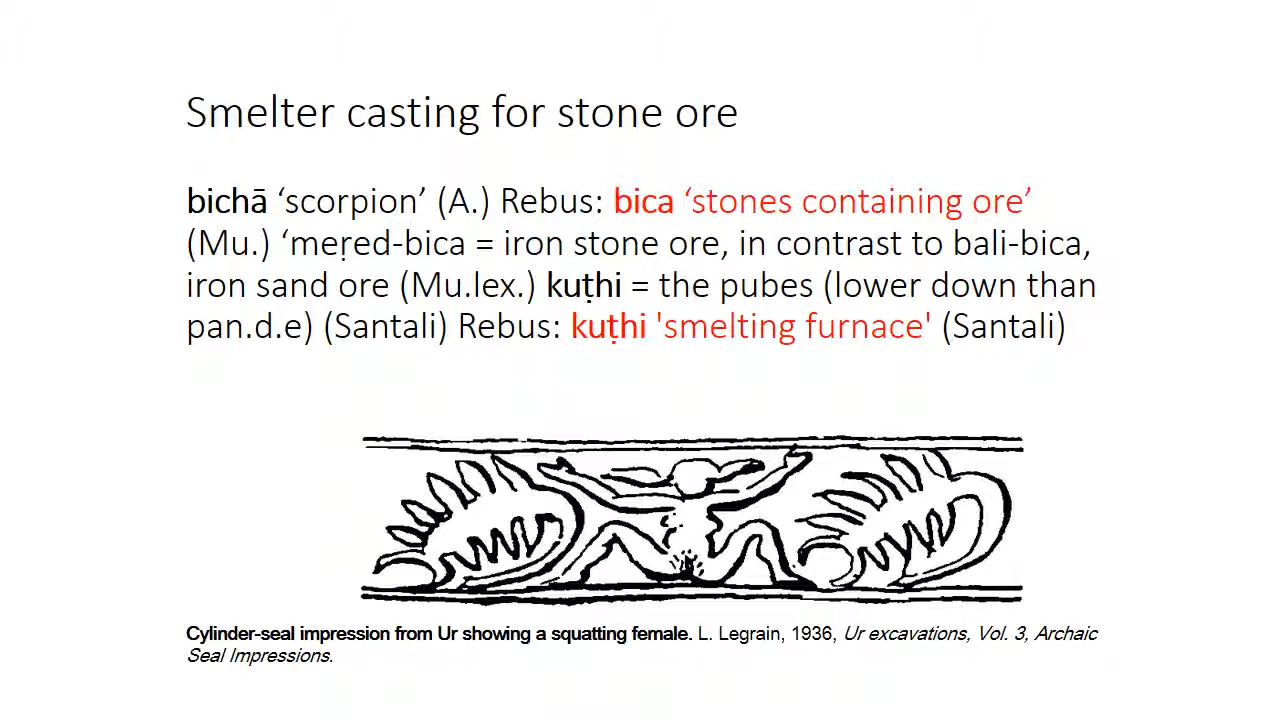 Smelter casting for stone ore
bichā ‘scorpion’ (A.) Rebus: bica ‘stones containing ore’
(Mu.) ‘meṛed-bica = iron stone ore, in contrast to bali-bica,
iron sand ore (Mu.lex.) kuṭhi = the pubes (lower down than
pan.d.e) (Santali) Rebus: kuṭhi 'smelting furnace' (Santali)
Cylinder-seal impression from Ur showing a squatting female. L. Legrain, 1936, Ur excavations, Vol. 3, Archaic
Seal Impressions.